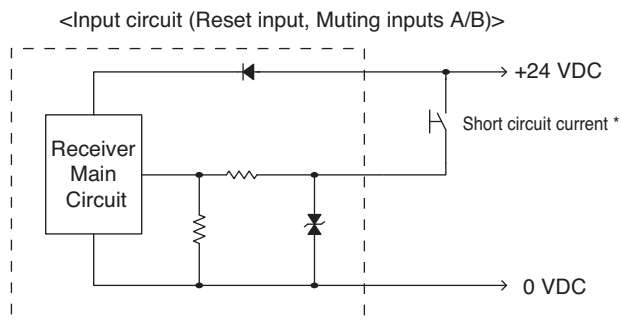 <Input circuit (Reset input, Muting inputs A/B)>
+24 VDC
Short circuit current *
Receiver
Main
Circuit
0 VDC